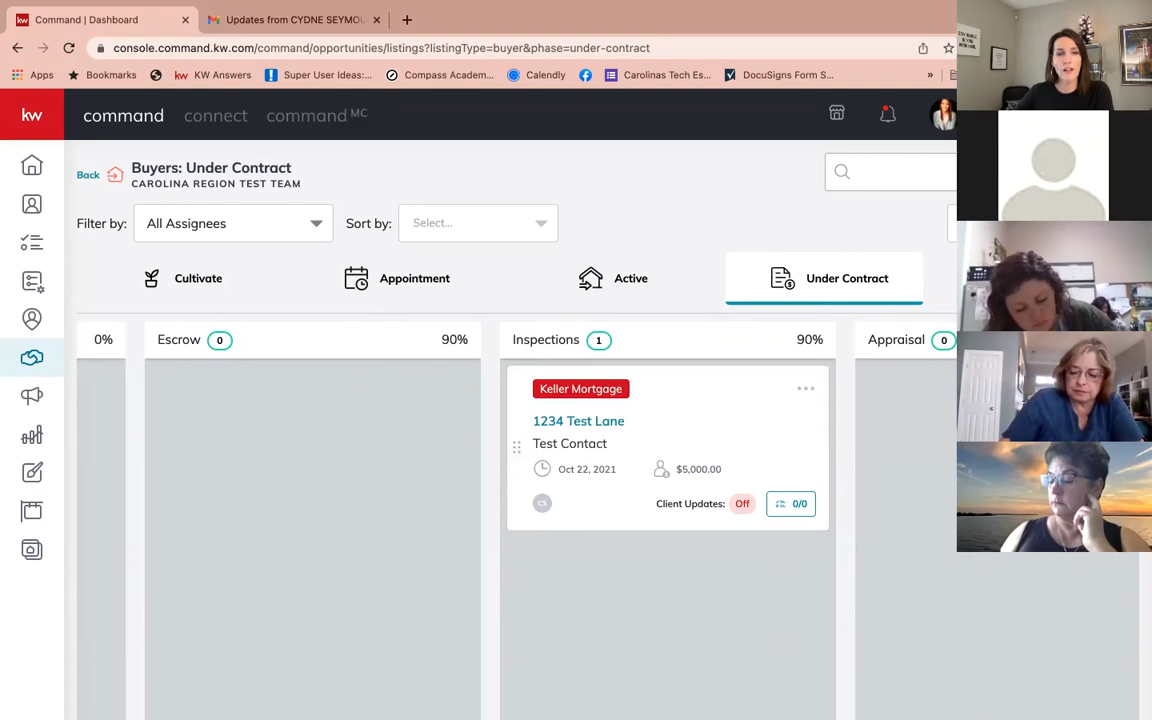 Command | Dashboard
Updates from CYDNE SEYMOU
console.command.kw.com/command/opportunities/listings?listingType=buyer&phase=under-contract
Apps Bookmarks KW Answers Super User Ideas:... Compass Academ... Calendly Carolinas Tech Es... DocuSigns Form S... »
kw command connect command MC
Back Buyers: Under Contract
CAROLINA REGION TEST TEAM
Filter by: All Assignees Sort by: Select...
Cultivate Appointment Active Under Contract
0% Escrow 0 90% Inspections 1 90% Appraisal 0
Keller Mortgage
1234 Test Lane
Test Contact
Oct 22, 2021 $5,000.00
CS Client Updates: Off 0/0